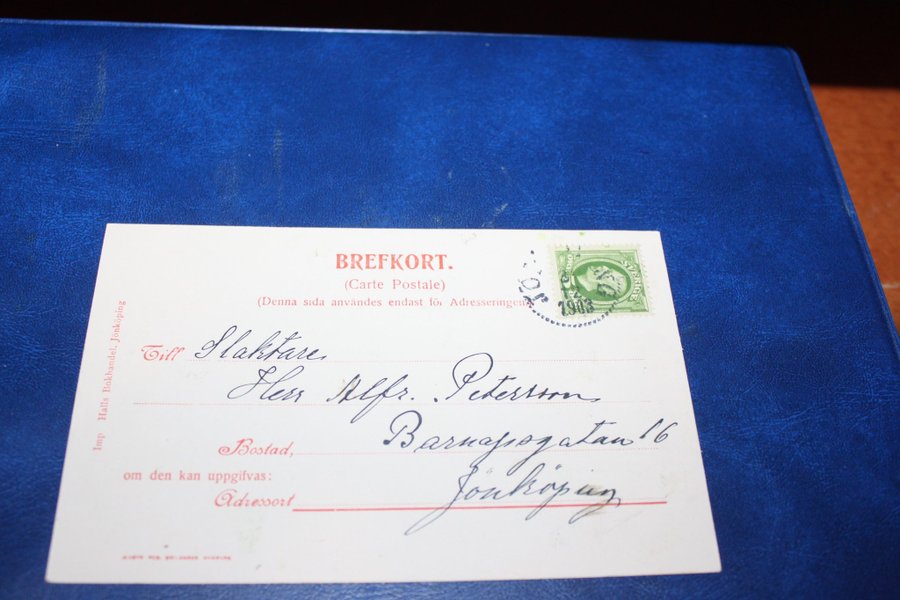 BREFKORT.
(Carte Postale)
(Denna sida användes endast för Adresseringen
SVERIGE
1903
Till Slaktare
Herr Alfr. Petersson
Barnarpsgatan 16
Bostad,
om den kan uppgifvas:
Adressort Jönköping
Imp Halls Bokhandel, Jönköping